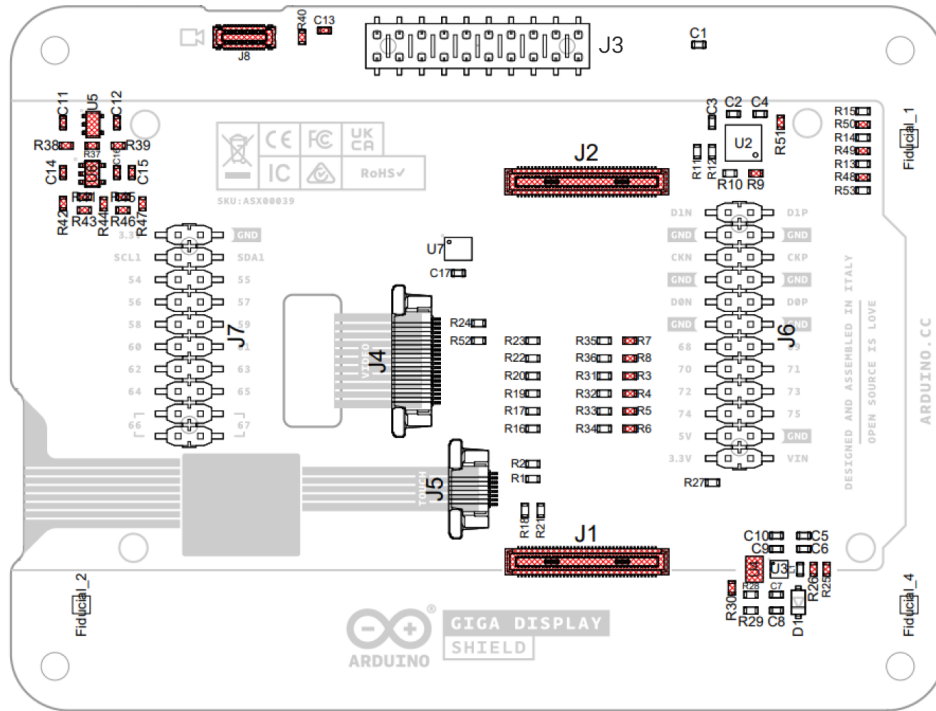 R40
C13
J8
J3
C1
C11
U5
C12
R38
R37
R39
C14
C16
C15
R42
R43
R44
R46
R47
CE
FC
UK
CA
IC
RoHS✓
SKU:ASX00039
J2
C3
C2
C4
R51
U2
R11
R12
R10
R9
R15
R50
R14
R49
R13
R48
R53
Fiducial_1
GND
SCL1
SDA1
54
55
56
57
58
59
60
62
63
64
65
66
67
J7
U7
C17
R24
R52
VIDEO
J4
TOUCH
J5
R23
R22
R20
R19
R17
R16
R35
R36
R31
R32
R33
R34
R7
R8
R3
R4
R5
R6
R2
R1
R18
R21
D1N
D1P
GND
GND
CKN
CKP
GND
GND
D0N
D0P
GND
GND
68
70
71
72
73
74
75
5V
GND
3.3V
VIN
J6
R27
DESIGNED AND ASSEMBLED IN ITALY
OPEN SOURCE IS LOVE
ARDUINO.CC
J1
C10
C5
C9
C6
U3
R26
R25
R30
R28
C7
R29
C8
D1
Fiducial_2
Fiducial_4
ARDUINO
GIGA DISPLAY
SHIELD